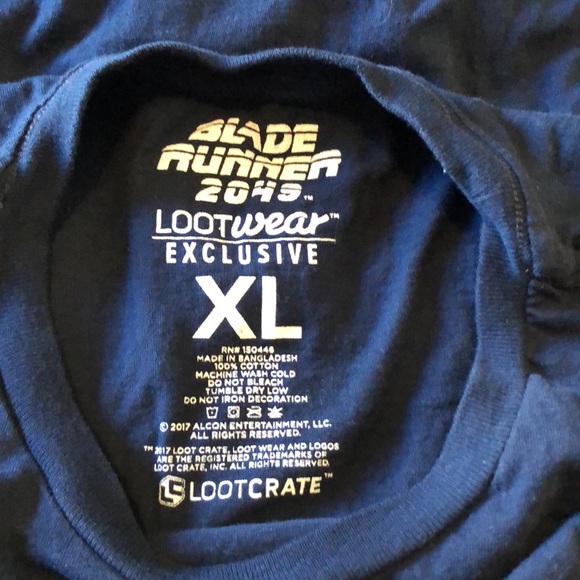 BLADE
RUNNER
2049™
LOOTwear™
EXCLUSIVE
XL
RN# 150446
MADE IN BANGLADESH
100% COTTON
MACHINE WASH COLD
DO NOT BLEACH
TUMBLE DRY LOW
DO NOT IRON DECORATION
© 2017 ALCON ENTERTAINMENT, LLC.
ALL RIGHTS RESERVED.
™ 2017 LOOT CRATE, LOOT WEAR AND LOGOS
ARE THE REGISTERED TRADEMARKS OF
LOOT CRATE, INC. ALL RIGHTS RESERVED.
LOOTCRATE™